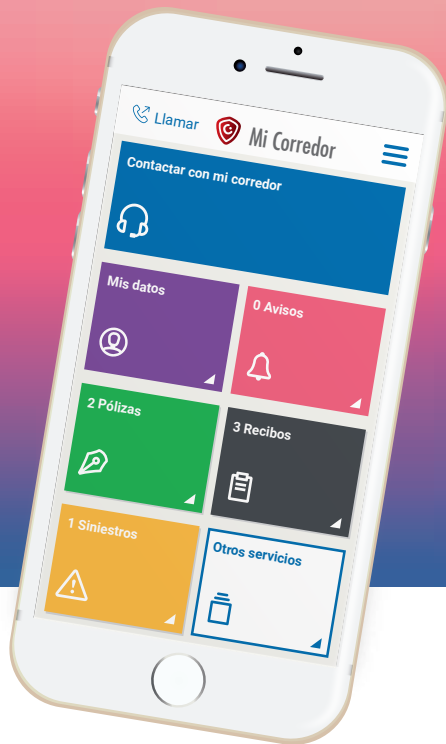 Llamar
Mi Corredor
Contactar con mi corredor
Mis datos
0 Avisos
2 Pólizas
3 Recibos
1 Siniestros
Otros servicios